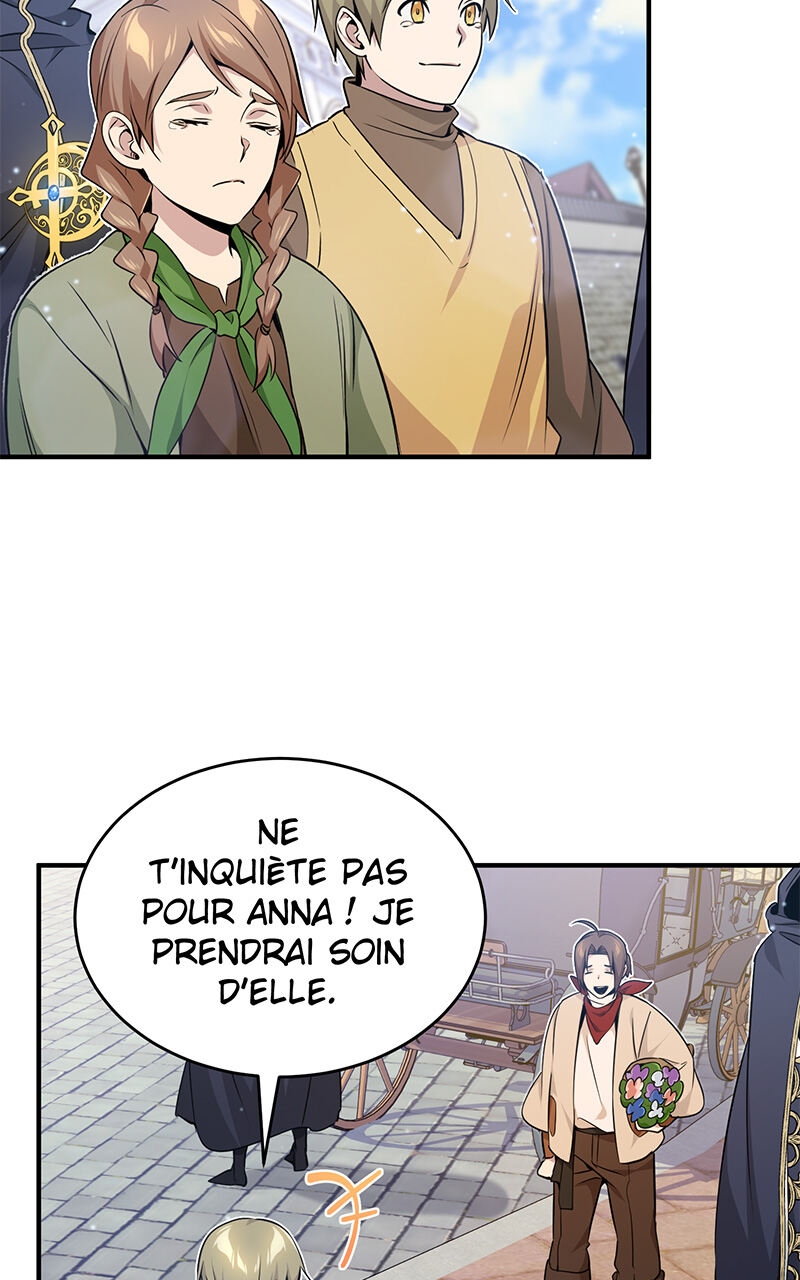 NE
T'INQUIÈTE PAS
POUR ANNA ! JE
PRENDRAI SOIN
D'ELLE.